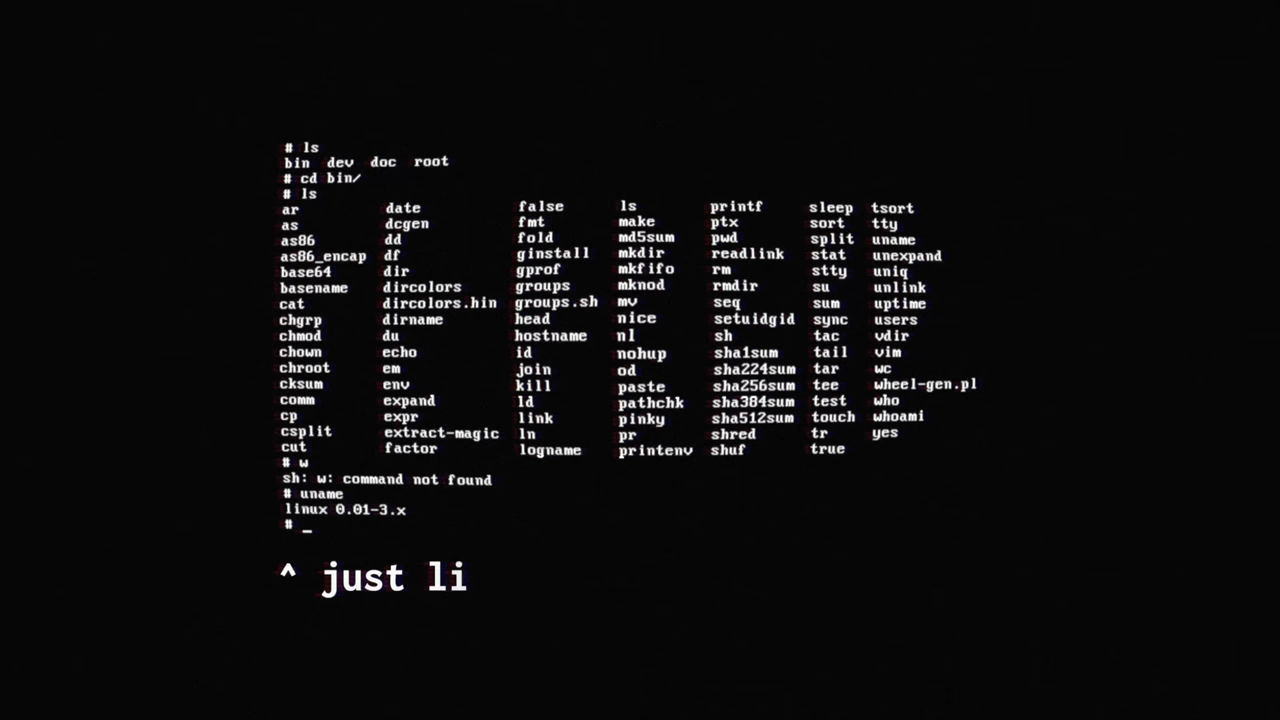 # ls
bin dev doc root
# cd bin/
# ls
ar date false ls printf sleep tsort
as dcgen fmt make ptx sort tty
as86 dd fold md5sum pwd split uname
as86_encap df ginstall mkdir readlink stat unexpand
base64 dir gprof mkfifo rm stty uniq
basename dircolors groups mknod rmdir su unlink
cat dircolors.hin groups.sh mv seq sum uptime
chgrp dirname head nice setuidgid sync users
chmod du hostname nl sh tac vdir
chown echo id nohup sha1sum tail vim
chroot em join od sha224sum tar wc
cksum env kill paste sha256sum tee wheel-gen.pl
comm expand ld pathchk sha384sum test who
cp expr link pinky sha512sum touch whoami
csplit extract-magic ln pr shred tr yes
cut factor logname printenv shuf true
# w
sh: w: command not found
# uname
linux 0.01-3.x
# _
^ just li